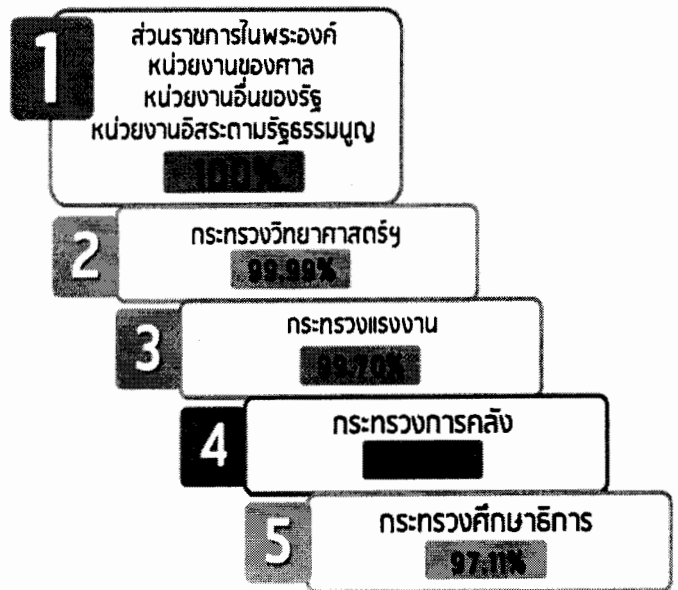 1
ส่วนราชการในพระองค์
หน่วยงานของศาล
หน่วยงานอื่นของรัฐ
หน่วยงานอิสระตามรัฐธรรมนูญ
100%
2
กระทรวงวิทยาศาสตร์ฯ
99.99%
3
กระทรวงแรงงาน
99.70%
4
กระทรวงการคลัง
5
กระทรวงศึกษาธิการ
97.11%